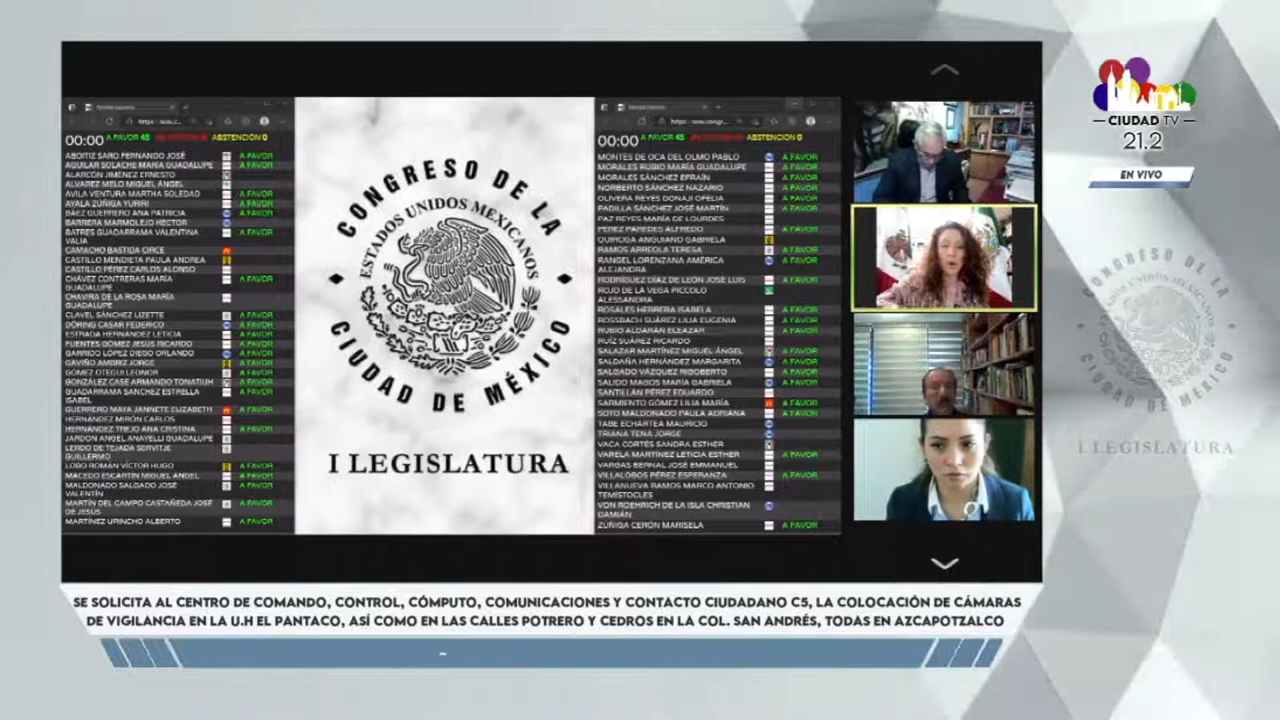 00:00 A FAVOR 45 ABSTENCIÓN 0
ABOITIZ SARO FERNANDO JOSÉ A FAVOR
AGUILAR SOLACHE MARÍA GUADALUPE A FAVOR
ALARCÓN JIMÉNEZ ERNESTO
ÁLVAREZ MELO MIGUEL ÁNGEL
ÁVILA VENTURA MARTHA SOLEDAD A FAVOR
AYALA ZÚÑIGA YURIRI A FAVOR
BÁEZ GUERRERO ANA PATRICIA A FAVOR
BARRERA MARMOLEJO HÉCTOR
BATRES GUADARRAMA VALENTINA A FAVOR
VALIA
CAMACHO BASTIDA CIRCE
CASTILLO MENDIETA PAULA ANDREA
CASTILLO PÉREZ CARLOS ALONSO
CHÁVEZ CONTRERAS MARÍA A FAVOR
GUADALUPE
CHAVIRA DE LA ROSA MARÍA
GUADALUPE
CLAVEL SÁNCHEZ LIZETTE A FAVOR
DÖRING CASAR FEDERICO A FAVOR
ESTRADA HERNÁNDEZ LETICIA A FAVOR
FUENTES GÓMEZ JESÚS RICARDO A FAVOR
GARRIDO LÓPEZ DIEGO ORLANDO A FAVOR
GAVIÑO AMBRIZ JORGE A FAVOR
GÓMEZ OTEGUI LEONOR A FAVOR
GONZÁLEZ CASE ARMANDO TONATIUH A FAVOR
GUADARRAMA SÁNCHEZ ESTRELLA A FAVOR
ISABEL
GUERRERO MAYA JANNETE ELIZABETH A FAVOR
HERNÁNDEZ MIRÓN CARLOS
HERNÁNDEZ TREJO ANA CRISTINA A FAVOR
JARDÓN ÁNGEL ANAYELLI GUADALUPE
LERDO DE TEJADA SERVITJE
GUILLERMO
LOBO ROMÁN VÍCTOR HUGO A FAVOR
MACEDO ESCARTÍN MIGUEL ÁNGEL A FAVOR
MALDONADO SALGADO JOSÉ A FAVOR
VALENTÍN
MARTÍN DEL CAMPO CASTAÑEDA JOSÉ A FAVOR
DE JESÚS
MARTÍNEZ URINCHO ALBERTO A FAVOR
CONGRESO DE LA
ESTADOS UNIDOS MEXICANOS
CIUDAD DE MÉXICO
I LEGISLATURA
00:00 A FAVOR 45 ABSTENCIÓN 0
MONTES DE OCA DEL OLMO PABLO A FAVOR
MORALES RUBIO MARÍA GUADALUPE A FAVOR
MORALES SÁNCHEZ EFRAÍN A FAVOR
NORBERTO SÁNCHEZ NAZARIO A FAVOR
OLIVERA REYES DONAJI OFELIA A FAVOR
PADILLA SÁNCHEZ JOSÉ MARTÍN A FAVOR
PAZ REYES MARÍA DE LOURDES
PÉREZ PAREDES ALFREDO A FAVOR
QUIROGA ANGUIANO GABRIELA A FAVOR
RAMOS ARREOLA TERESA A FAVOR
RANGEL LORENZANA AMÉRICA A FAVOR
ALEJANDRA
RODRÍGUEZ DÍAZ DE LEÓN JOSÉ LUIS A FAVOR
ROJO DE LA VEGA PICCOLO
ALESSANDRA
ROSALES HERRERA ISABELA A FAVOR
ROSSBACH SUÁREZ LILIA EUGENIA A FAVOR
RUBIO ALDARÁN ELEAZAR A FAVOR
RUÍZ SUÁREZ RICARDO
SALAZAR MARTÍNEZ MIGUEL ÁNGEL A FAVOR
SALDAÑA HERNÁNDEZ MARGARITA A FAVOR
SALGADO VÁZQUEZ RIGOBERTO A FAVOR
SALIDO MAGOS MARÍA GABRIELA A FAVOR
SANTILLÁN PÉREZ EDUARDO
SARMIENTO GÓMEZ LILIA MARÍA A FAVOR
SOTO MALDONADO PAULA ADRIANA A FAVOR
TABE ECHARTEA MAURICIO
TRIANA TENA JORGE
VACA CORTÉS SANDRA ESTHER
VARELA MARTÍNEZ LETICIA ESTHER A FAVOR
VARGAS BERNAL JOSÉ EMMANUEL
VILLALOBOS PÉREZ ESPERANZA A FAVOR
VILLANUEVA RAMOS MARCO ANTONIO
TEMÍSTOCLES
VON ROEHRICH DE LA ISLA CHRISTIAN
DAMIÁN
ZÚÑIGA CERÓN MARISELA A FAVOR
CIUDAD TV
21.2
EN VIVO
CONGRESO DE LA
CIUDAD DE MÉXICO
I LEGISLATURA
SE SOLICITA AL CENTRO DE COMANDO, CONTROL, CÓMPUTO, COMUNICACIONES Y CONTACTO CIUDADANO C5, LA COLOCACIÓN DE CÁMARAS
DE VIGILANCIA EN LA U.H EL PANTACO, ASÍ COMO EN LAS CALLES POTRERO Y CEDROS EN LA COL. SAN ANDRÉS, TODAS EN AZCAPOTZALCO